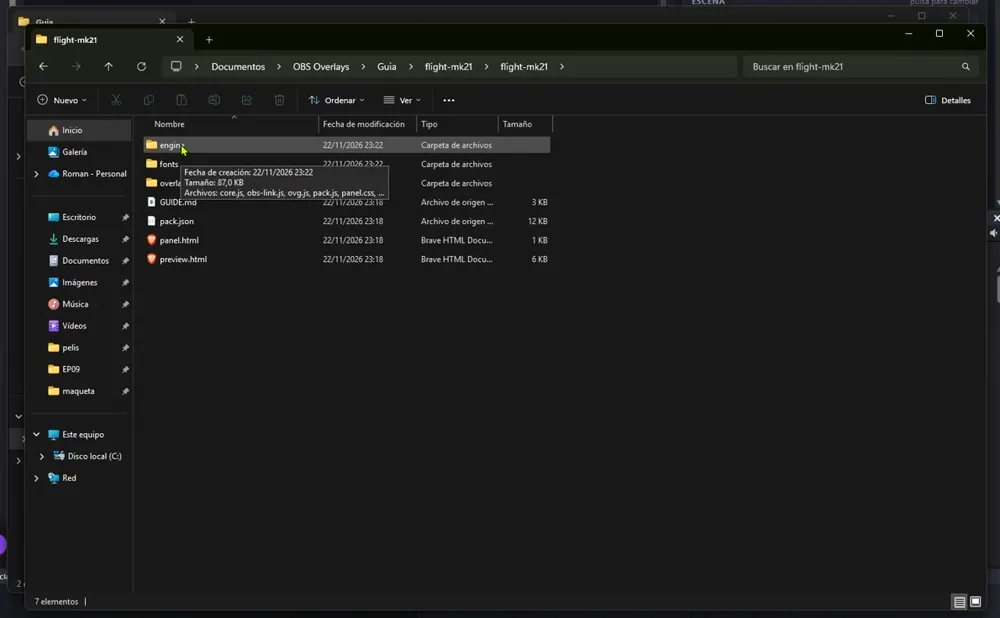 ESCENA
pulsa para cambiar
Guia
flight-mk21
Documentos > OBS Overlays > Guia > flight-mk21 > flight-mk21 >
Buscar en flight-mk21
Nuevo
Ordenar
Ver
Detalles
Nombre
Fecha de modificación
Tipo
Tamaño
Inicio
Galería
Roman - Personal
Escritorio
Descargas
Documentos
Imágenes
Música
Vídeos
pelis
EP09
maqueta
Este equipo
Disco local (C:)
Red
engine 22/11/2026 23:22 Carpeta de archivos
fonts 22/11/2026 23:22 Carpeta de archivos
Carpeta de archivos
Fecha de creación: 22/11/2026 23:22
Tamaño: 87,0 KB
Archivos: core.js, obs-link.js, ovg.js, pack.js, panel.css, ...
GUIDE.md 22/11/2026 23:18 Archivo de origen ... 3 KB
pack.json 22/11/2026 23:18 Archivo de origen ... 12 KB
panel.html 22/11/2026 23:18 Brave HTML Docu... 1 KB
preview.html 22/11/2026 23:18 Brave HTML Docu... 6 KB
7 elementos